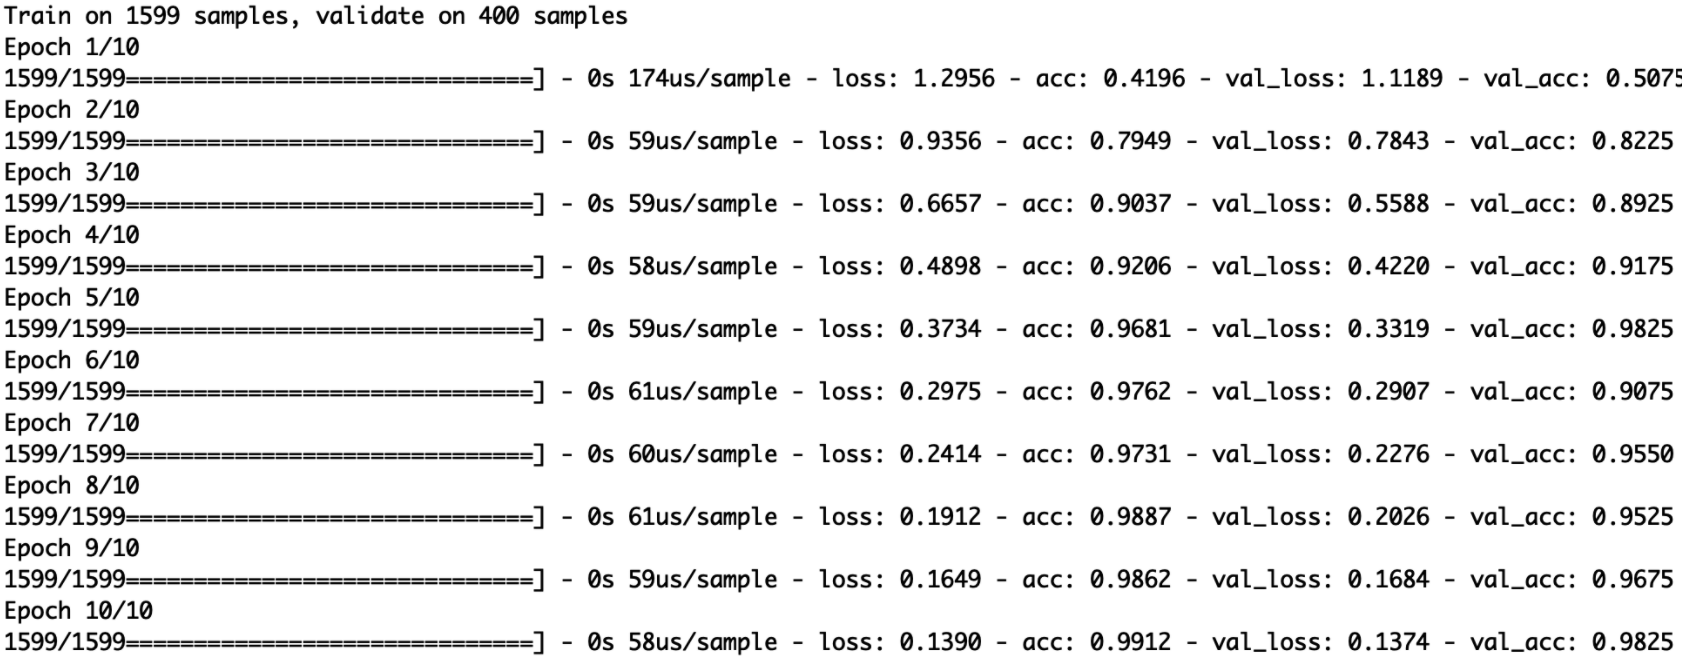 Train on 1599 samples, validate on 400 samples
Epoch 1/10
1599/1599==============================] - 0s 174us/sample - loss: 1.2956 - acc: 0.4196 - val_loss: 1.1189 - val_acc: 0.5075
Epoch 2/10
1599/1599==============================] - 0s 59us/sample - loss: 0.9356 - acc: 0.7949 - val_loss: 0.7843 - val_acc: 0.8225
Epoch 3/10
1599/1599==============================] - 0s 59us/sample - loss: 0.6657 - acc: 0.9037 - val_loss: 0.5588 - val_acc: 0.8925
Epoch 4/10
1599/1599==============================] - 0s 58us/sample - loss: 0.4898 - acc: 0.9206 - val_loss: 0.4220 - val_acc: 0.9175
Epoch 5/10
1599/1599==============================] - 0s 59us/sample - loss: 0.3734 - acc: 0.9681 - val_loss: 0.3319 - val_acc: 0.9825
Epoch 6/10
1599/1599==============================] - 0s 61us/sample - loss: 0.2975 - acc: 0.9762 - val_loss: 0.2907 - val_acc: 0.9075
Epoch 7/10
1599/1599==============================] - 0s 60us/sample - loss: 0.2414 - acc: 0.9731 - val_loss: 0.2276 - val_acc: 0.9550
Epoch 8/10
1599/1599==============================] - 0s 61us/sample - loss: 0.1912 - acc: 0.9887 - val_loss: 0.2026 - val_acc: 0.9525
Epoch 9/10
1599/1599==============================] - 0s 59us/sample - loss: 0.1649 - acc: 0.9862 - val_loss: 0.1684 - val_acc: 0.9675
Epoch 10/10
1599/1599==============================] - 0s 58us/sample - loss: 0.1390 - acc: 0.9912 - val_loss: 0.1374 - val_acc: 0.9825